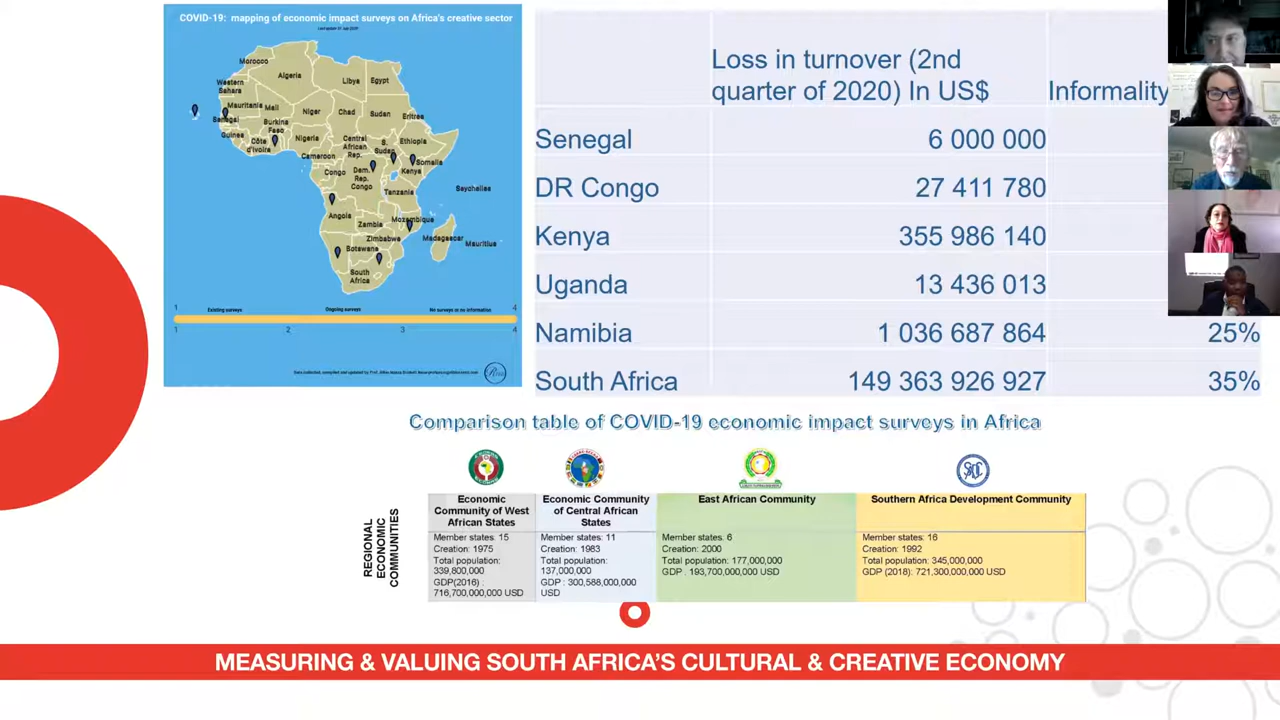 COVID-19: mapping of economic impact surveys on Africa's creative sector
Morocco
Algeria
Libya
Egypt
Western
Sahara
Mauritania
Mali
Niger
Chad
Sudan
Eritrea
Senegal
Burkina
Faso
Guinea
Côte
d'Ivoire
Nigeria
Central
African
Rep.
S.
Sudan
Ethiopia
Somalia
Cameroon
Congo
Dem.
Rep.
Congo
Kenya
Tanzania
Seychelles
Angola
Zambia
Mozambique
Zimbabwe
Madagascar
Mauritius
Botswana
South
Africa
1
4
Existing surveys
Ongoing surveys
No surveys or no information
1
2
3
4
Loss in turnover (2nd
quarter of 2020) In US$
Informality
Senegal 6 000 000
DR Congo 27 411 780
Kenya 355 986 140
Uganda 13 436 013
Namibia 1 036 687 864 25%
South Africa 149 363 926 927 35%
Comparison table of COVID-19 economic impact surveys in Africa
REGIONAL
ECONOMIC
COMMUNITIES
Economic
Community of West
African States
Member states: 15
Creation: 1975
Total population:
339,800,000
GDP(2016) :
716,700,000,000 USD
Economic Community
of Central African
States
Member states: 11
Creation: 1983
Total population:
137,000,000
GDP : 300,588,000,000
USD
East African Community
Member states: 6
Creation: 2000
Total population: 177,000,000
GDP : 193,700,000,000 USD
Southern Africa Development Community
Member states: 16
Creation: 1992
Total population: 345,000,000
GDP (2018): 721,300,000,000 USD
MEASURING & VALUING SOUTH AFRICA'S CULTURAL & CREATIVE ECONOMY